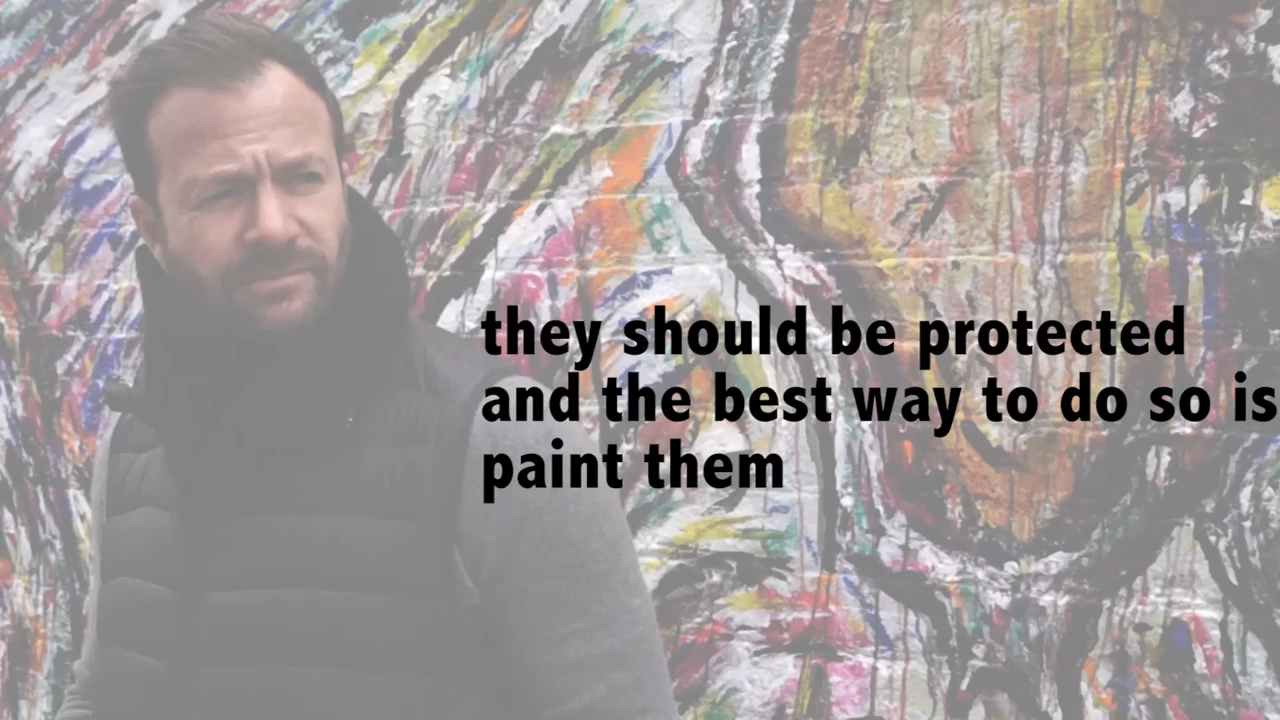 they should be protected
and the best way to do so is
paint them